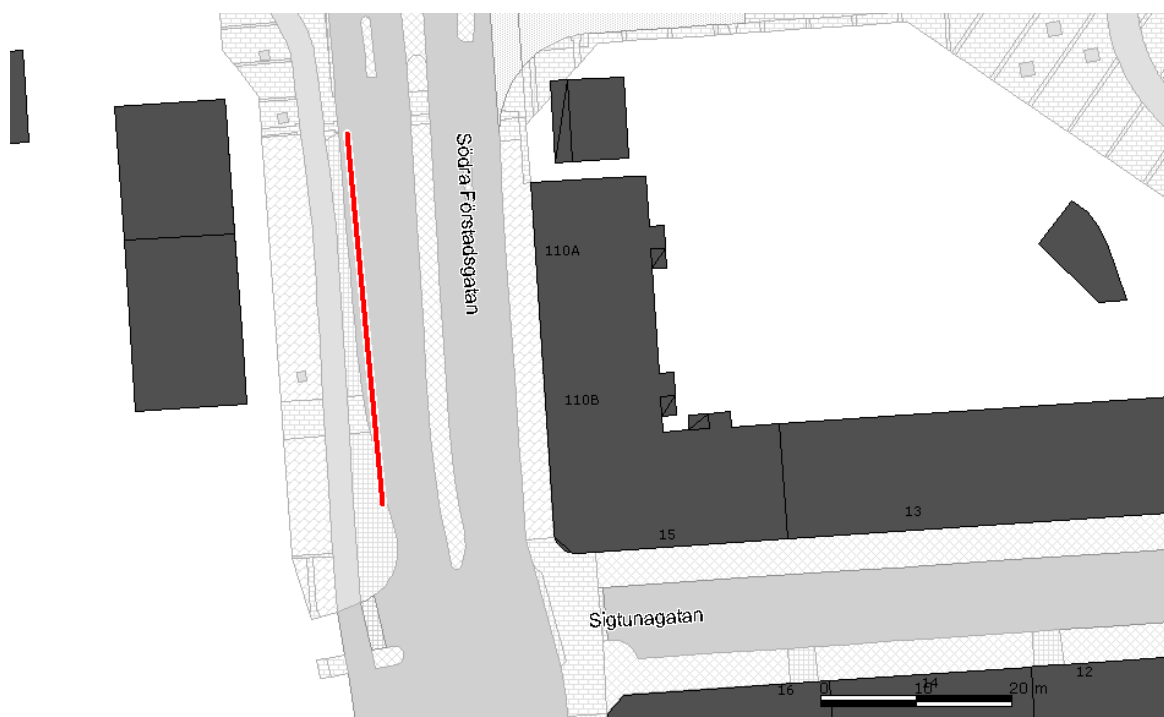 Södra Förstadsgatan
110A
110B
13
15
Sigtunagatan
12
14
16
0 10 20 m